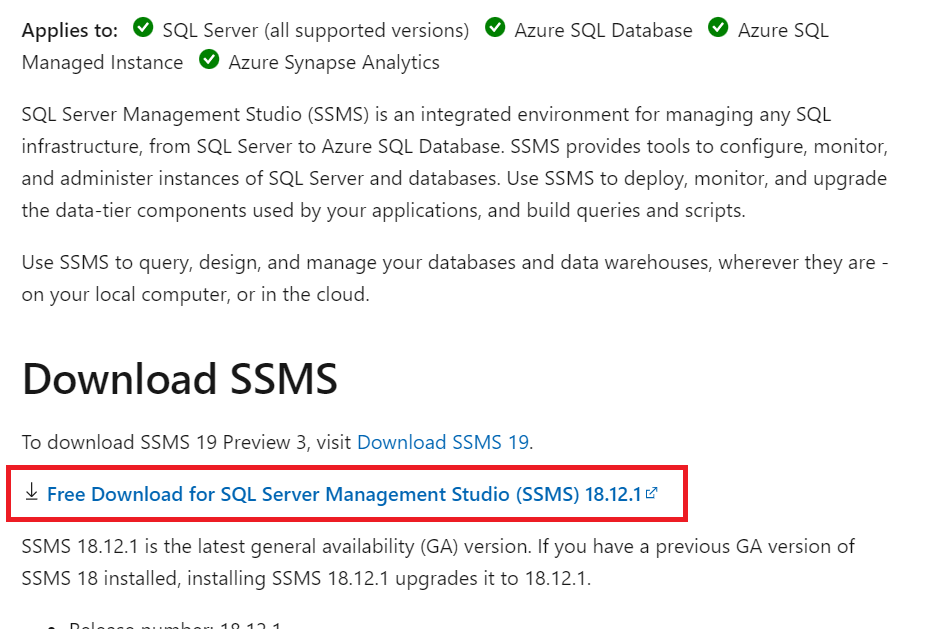 Applies to: SQL Server (all supported versions) Azure SQL Database Azure SQL
Managed Instance Azure Synapse Analytics
SQL Server Management Studio (SSMS) is an integrated environment for managing any SQL
infrastructure, from SQL Server to Azure SQL Database. SSMS provides tools to configure, monitor,
and administer instances of SQL Server and databases. Use SSMS to deploy, monitor, and upgrade
the data-tier components used by your applications, and build queries and scripts.
Use SSMS to query, design, and manage your databases and data warehouses, wherever they are -
on your local computer, or in the cloud.
Download SSMS
To download SSMS 19 Preview 3, visit Download SSMS 19.
Free Download for SQL Server Management Studio (SSMS) 18.12.1
SSMS 18.12.1 is the latest general availability (GA) version. If you have a previous GA version of
SSMS 18 installed, installing SSMS 18.12.1 upgrades it to 18.12.1.
• Release number: 18.12.1